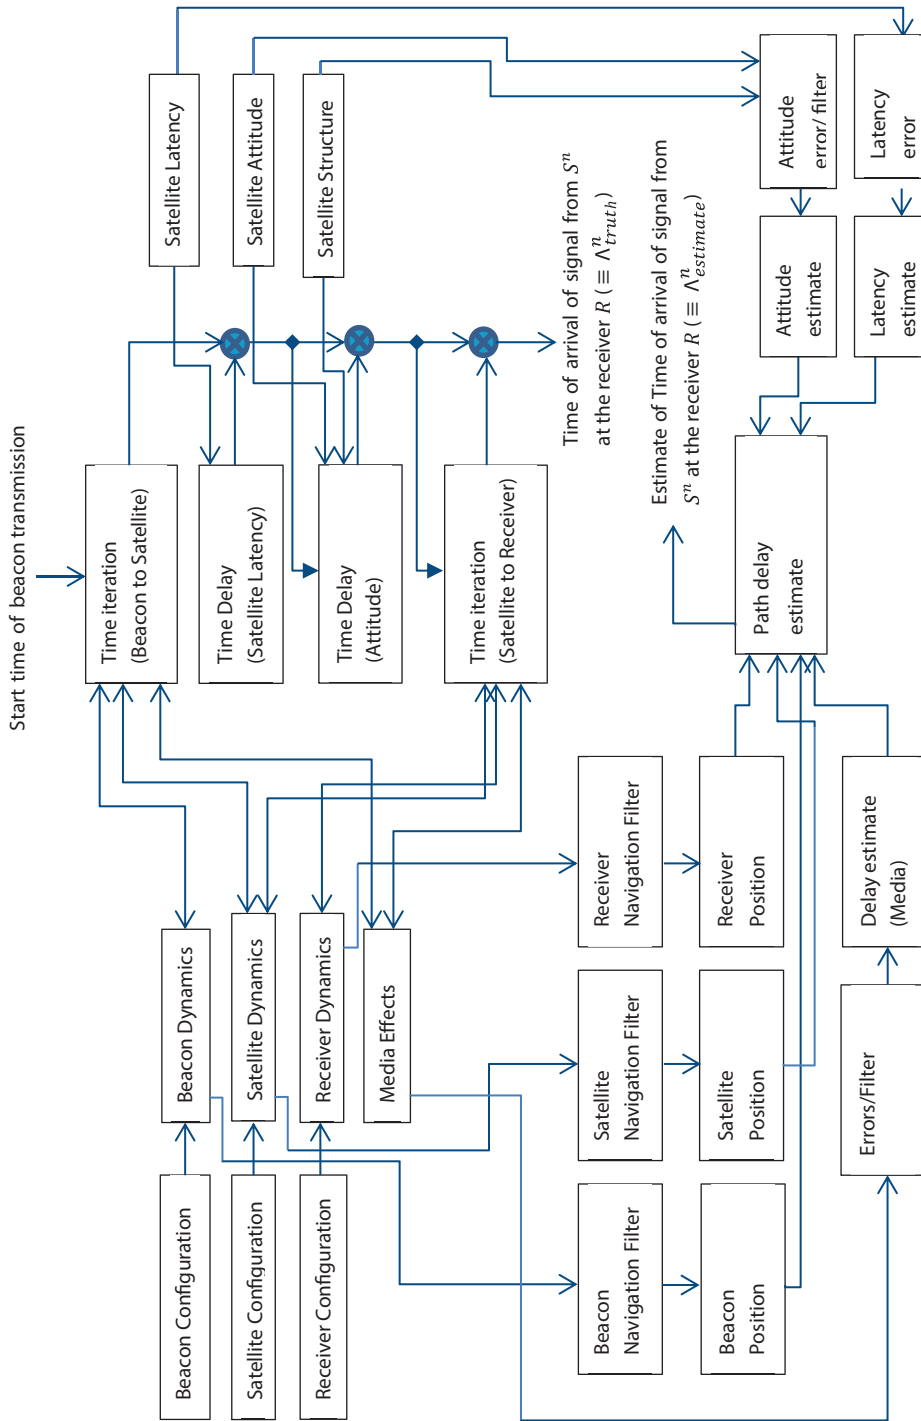 Start time of beacon transmission
Beacon Configuration
Beacon Dynamics
Time iteration
(Beacon to Satellite)
Satellite Latency
Satellite Configuration
Satellite Dynamics
Time Delay
(Satellite Latency)
Satellite Attitude
Receiver Configuration
Receiver Dynamics
Time Delay
(Attitude)
Satellite Structure
Media Effects
Time iteration
(Satellite to Receiver)
Time of arrival of signal from Sⁿ
at the receiver R (≡ Λⁿ_truth)
Beacon
Navigation Filter
Satellite
Navigation Filter
Receiver
Navigation Filter
Estimate of Time of arrival of signal from
Sⁿ at the receiver R (≡ Λⁿ_estimate)
Beacon
Position
Satellite
Position
Receiver
Position
Path delay
estimate
Attitude
estimate
Attitude
error/ filter
Errors/Filter
Delay estimate
(Media)
Latency
estimate
Latency
error